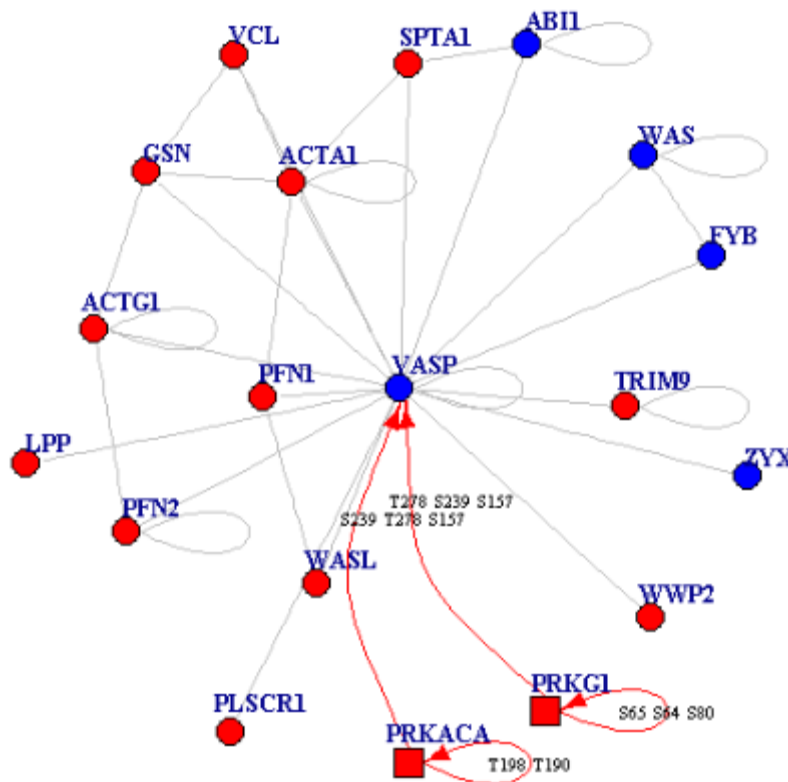 ABI1
VCL
SPTA1
WAS
GSN
ACTA1
FYB
ACTG1
VASP
PFN1
TRIM9
LPP
ZYX
PFN2
T278 S239 S157
S239 T278 S157
WASL
WWP2
PRKG1
PLSCR1
S65 S64 S80
PRKACA
T198 T190